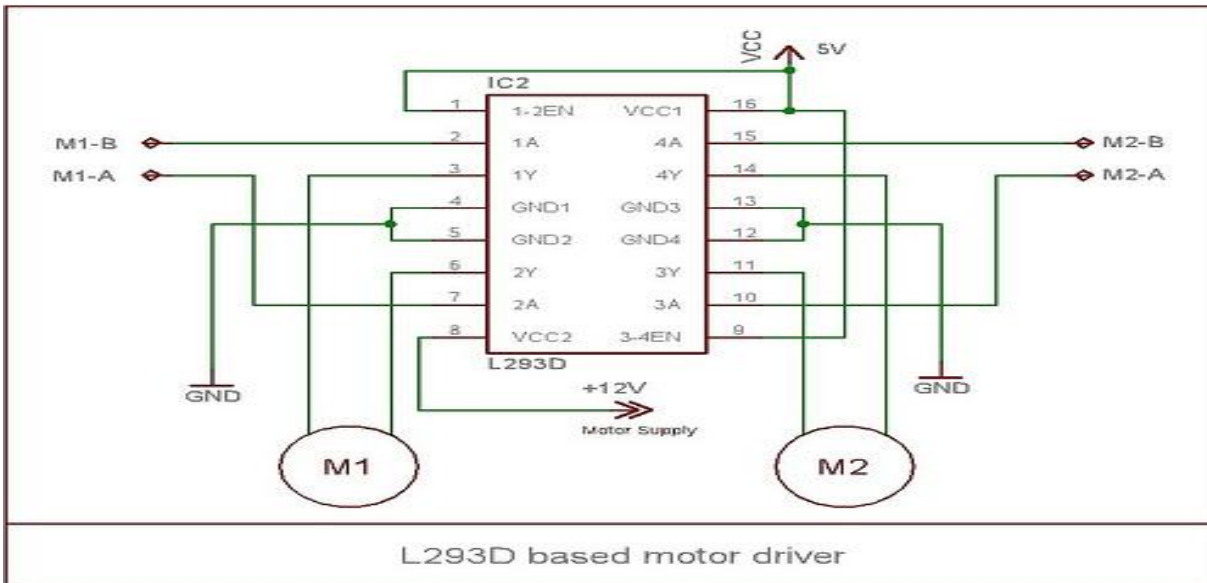 VCC
5V
IC2
1 1-2EN VCC1 16
M1-B 2 1A 4A 15 M2-B
M1-A 3 1Y 4Y 14 M2-A
4 GND1 GND3 13
5 GND2 GND4 12
6 2Y 3Y 11
7 2A 3A 10
8 VCC2 3-4EN 9
L293D
GND +12V GND
Motor Supply
M1 M2
L293D based motor driver